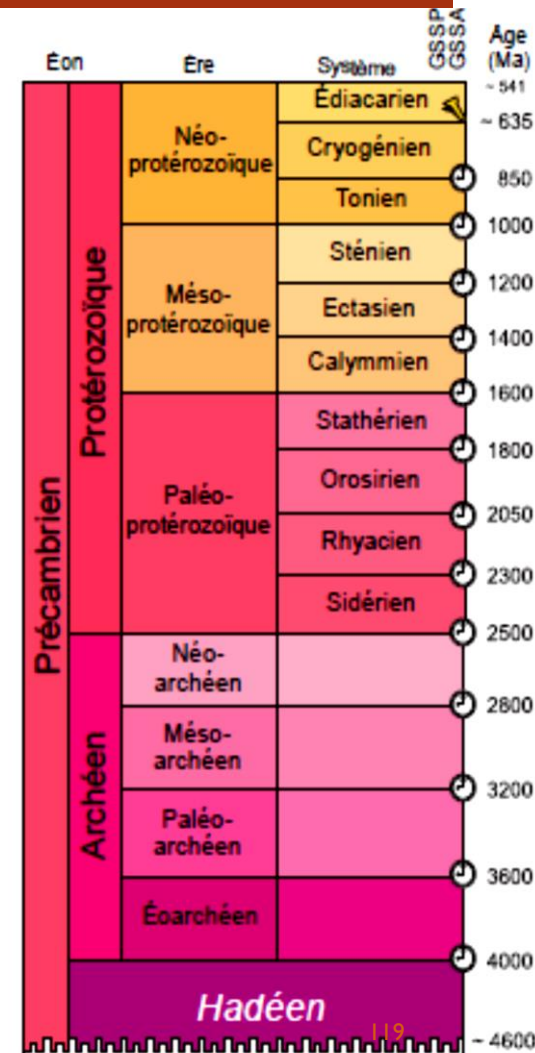 Éon
Ère
Système
GSSP
GSSA
Âge
(Ma)
Précambrien
Protérozoïque
Néo-
protérozoïque
Édiacarien
~ 541
~ 635
Cryogénien
850
Tonien
1000
Méso-
protérozoïque
Sténien
1200
Ectasien
1400
Calymmien
1600
Paléo-
protérozoïque
Stathérien
1800
Orosirien
2050
Rhyacien
2300
Sidérien
2500
Archéen
Néo-
archéen
2800
Méso-
archéen
3200
Paléo-
archéen
3600
Éoarchéen
4000
Hadéen
119
~ 4600